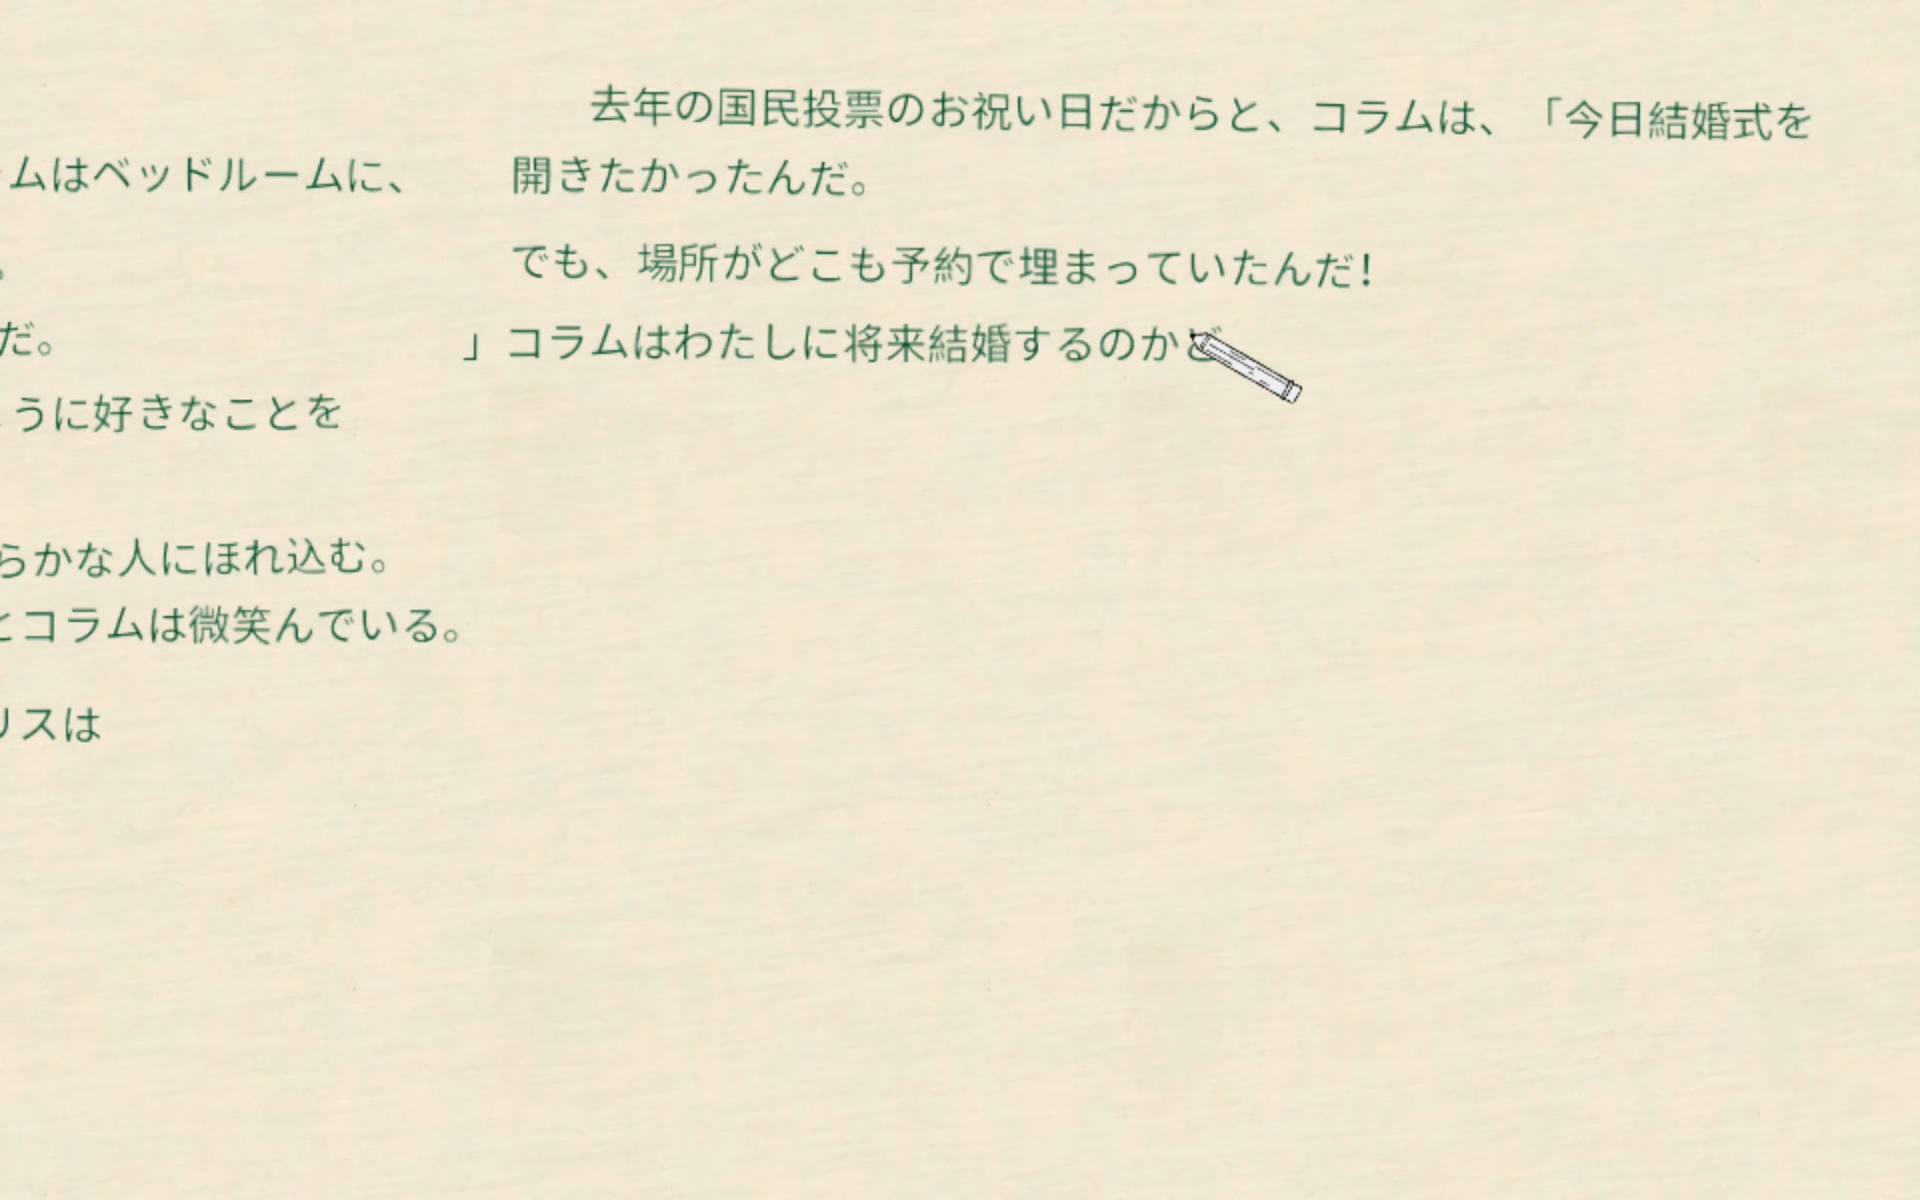 ムはベッドルームに、
。
だ。
うに好きなことを
らかな人にほれ込む。
とコラムは微笑んでいる。
リスは
去年の国民投票のお祝い日だからと、コラムは、「今日結婚式を
開きたかったんだ。
でも、場所がどこも予約で埋まっていたんだ!
」コラムはわたしに将来結婚するのか